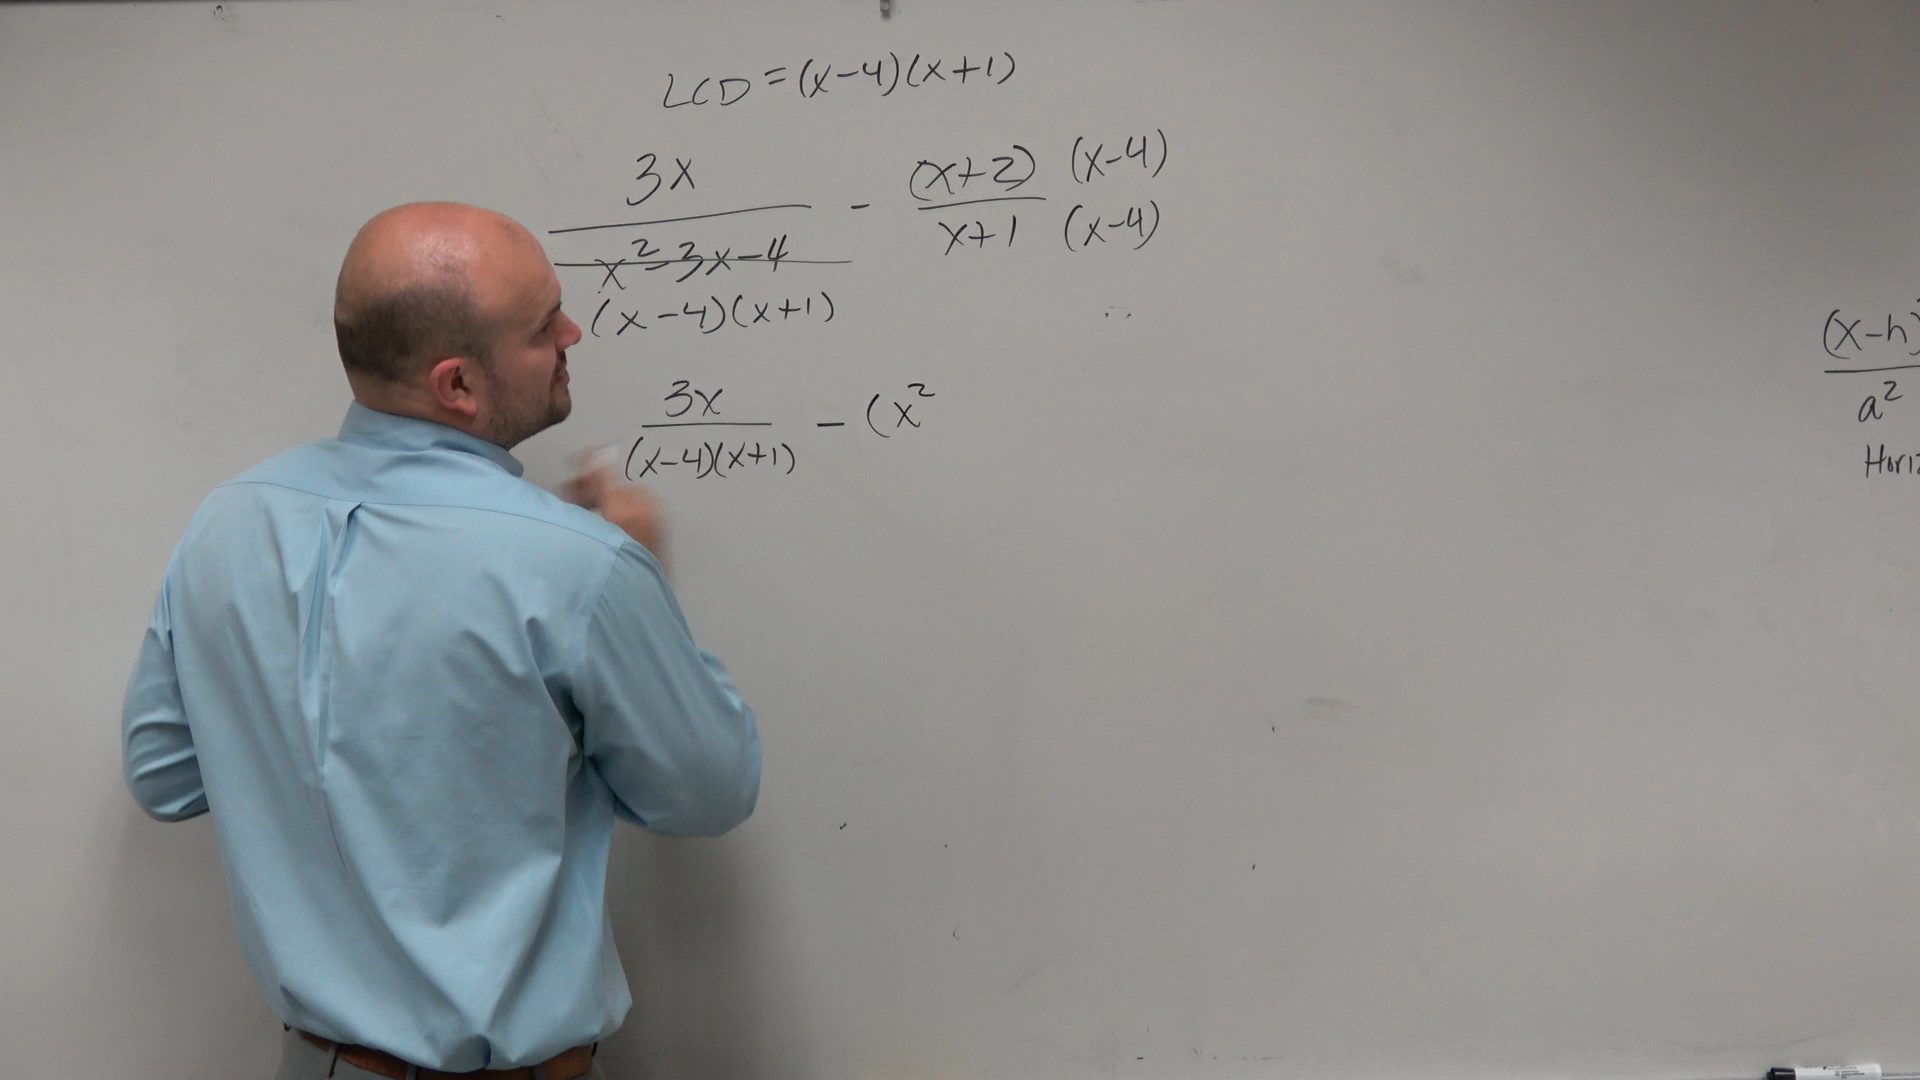 LCD = (x-4)(x+1)
3x
—
(x+2) (x-4)
x²-3x-4
x+1 (x-4)
(x-4)(x+1)
3x
(x-4)(x+1)
- (x²
(x-h)
a²
Horiz